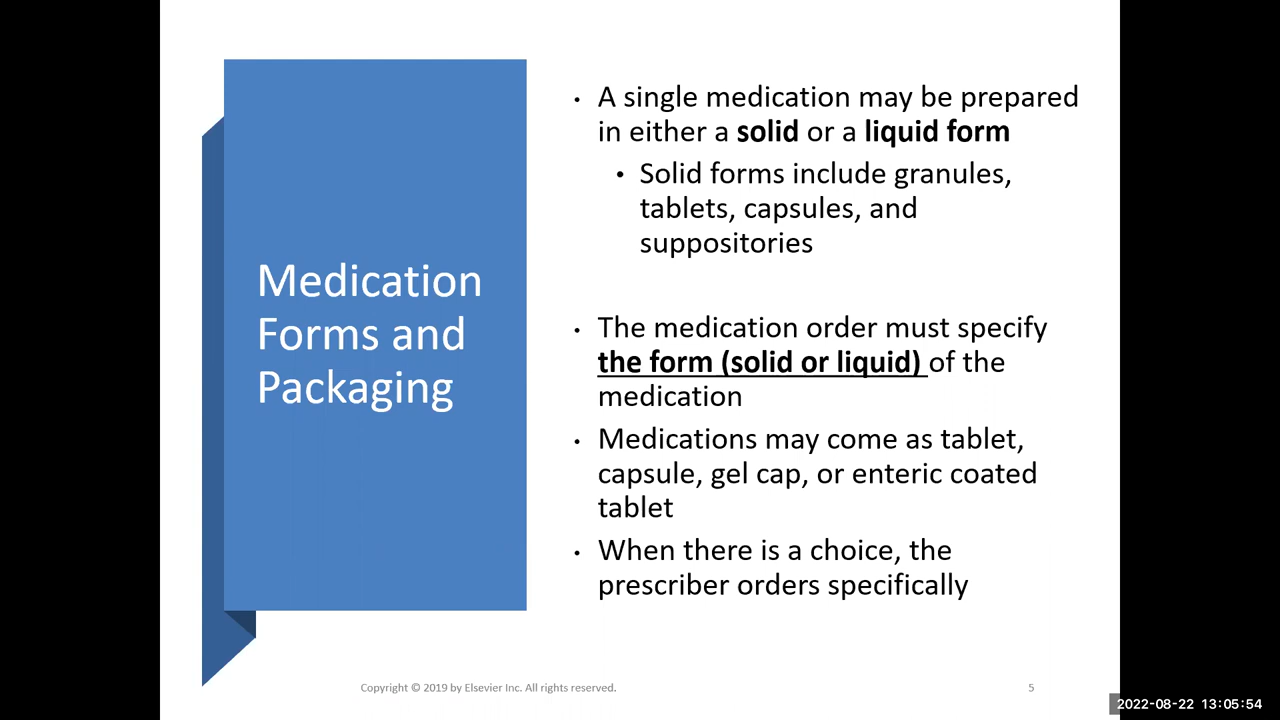 Medication
Forms and
Packaging
• A single medication may be prepared
in either a solid or a liquid form
• Solid forms include granules,
tablets, capsules, and
suppositories
• The medication order must specify
the form (solid or liquid) of the
medication
• Medications may come as tablet,
capsule, gel cap, or enteric coated
tablet
• When there is a choice, the
prescriber orders specifically
Copyright © 2019 by Elsevier Inc. All rights reserved.
5
2022-08-22 13:05:54